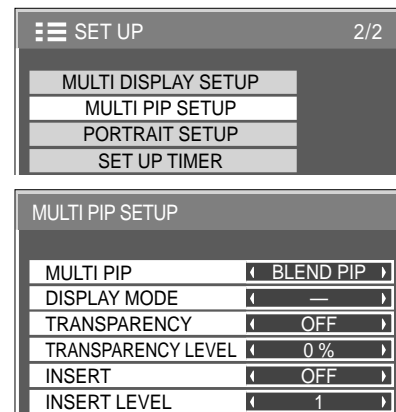 SET UP 2/2
MULTI DISPLAY SETUP
MULTI PIP SETUP
PORTRAIT SETUP
SET UP TIMER
MULTI PIP SETUP
MULTI PIP BLEND PIP
DISPLAY MODE —
TRANSPARENCY OFF
TRANSPARENCY LEVEL 0 %
INSERT OFF
INSERT LEVEL 1